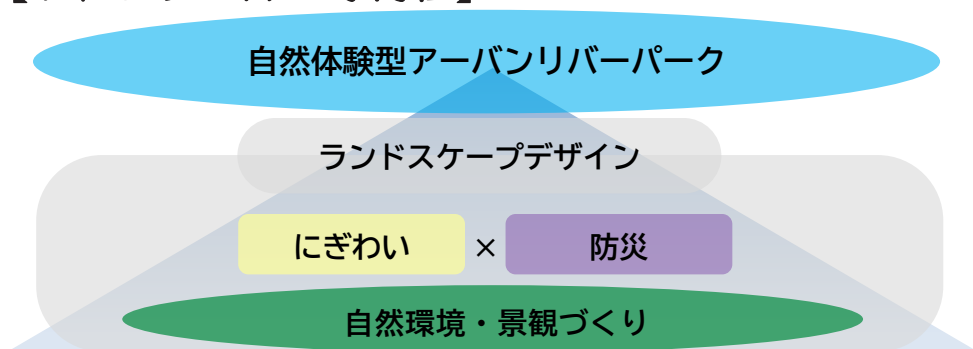 自然体験型アーバンリバーパーク
ランドスケープデザイン
にぎわい × 防災
自然環境・景観づくり